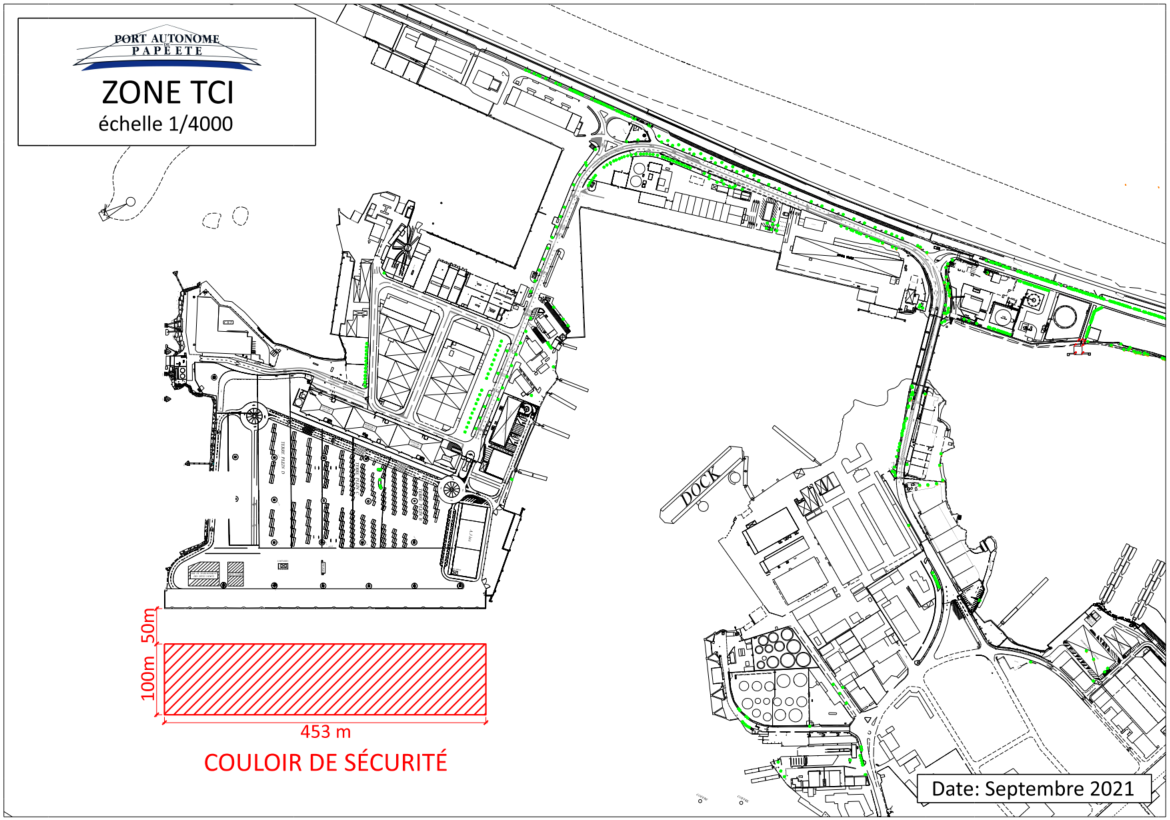 PORT AUTONOME
PAPEETE
ZONE TCI
échelle 1/4000
DOCK
50m
100m
453 m
COULOIR DE SÉCURITÉ
Date: Septembre 2021